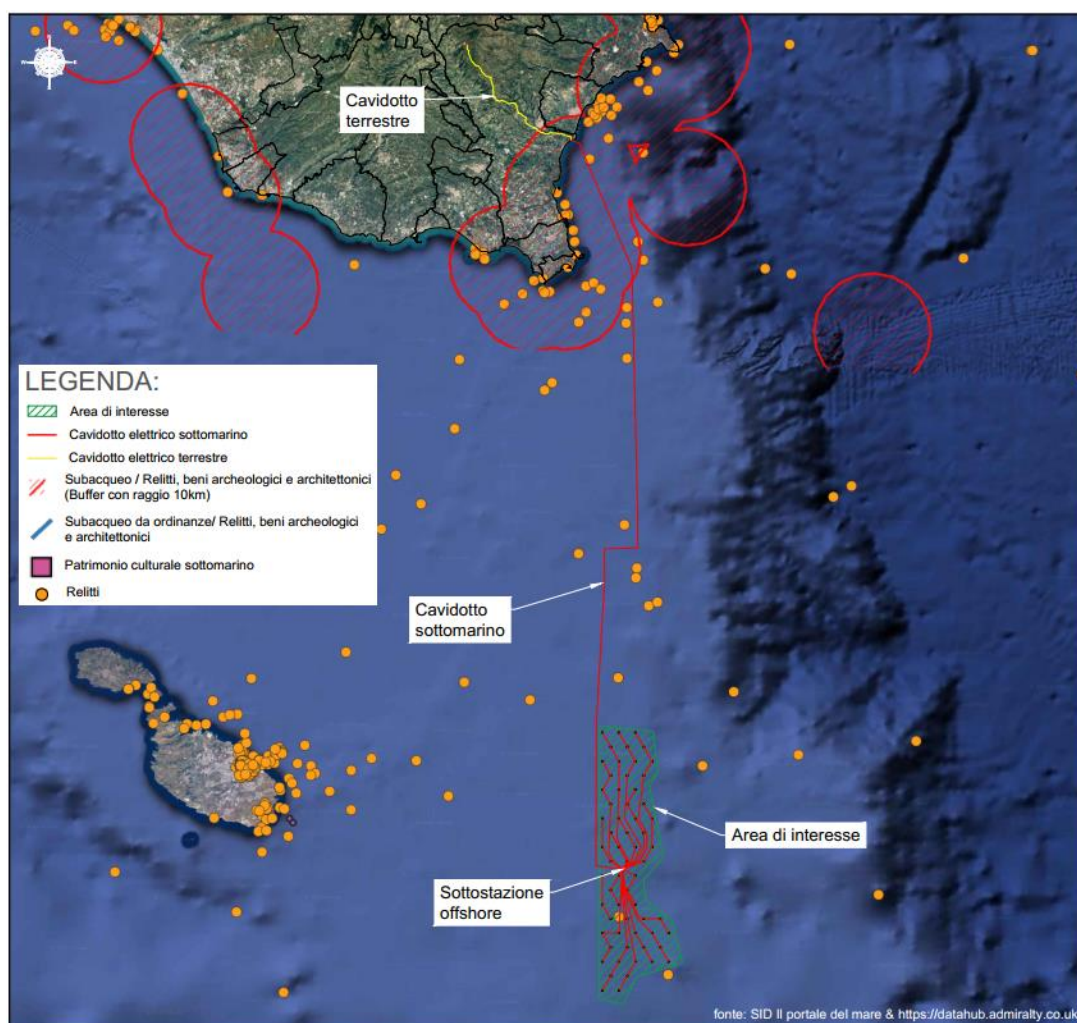 Cavidotto
terrestre
LEGENDA:
Area di interesse
Cavidotto elettrico sottomarino
Cavidotto elettrico terrestre
Subacqueo / Relitti, beni archeologici e architettonici
(Buffer con raggio 10km)
Subacqueo da ordinanze/ Relitti, beni archeologici
e architettonici
Patrimonio culturale sottomarino
Relitti
Cavidotto
sottomarino
Area di interesse
Sottostazione
offshore
fonte: SID Il portale del mare & https://datahub.admiralty.co.uk